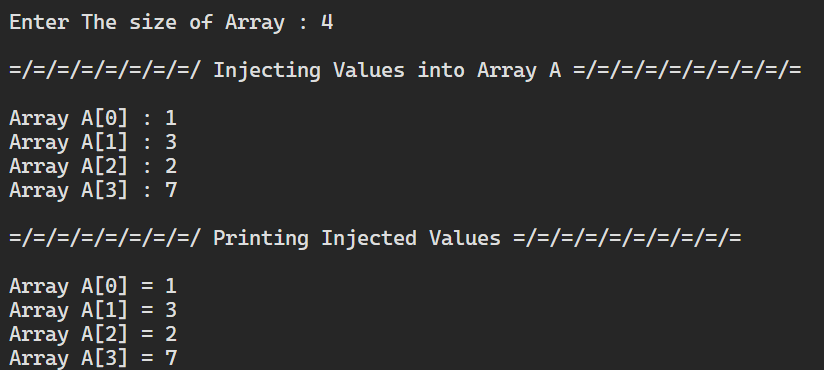 Enter The size of Array : 4
=/=/=/=/=/=/=/=/ Injecting Values into Array A =/=/=/=/=/=/=/=/=/=
Array A[0] : 1
Array A[1] : 3
Array A[2] : 2
Array A[3] : 7
=/=/=/=/=/=/=/=/ Printing Injected Values =/=/=/=/=/=/=/=/=/=
Array A[0] = 1
Array A[1] = 3
Array A[2] = 2
Array A[3] = 7